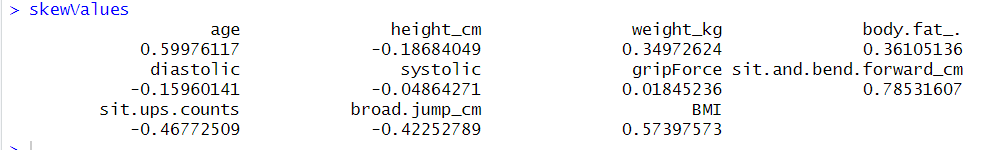 > skewValues
age height_cm weight_kg body.fat_.
0.59976117 -0.18684049 0.34972624 0.36105136
diastolic systolic gripForce sit.and.bend.forward_cm
-0.15960141 -0.04864271 0.01845236 0.78531607
sit.ups.counts broad.jump_cm BMI
-0.46772509 -0.42252789 0.57397573
>